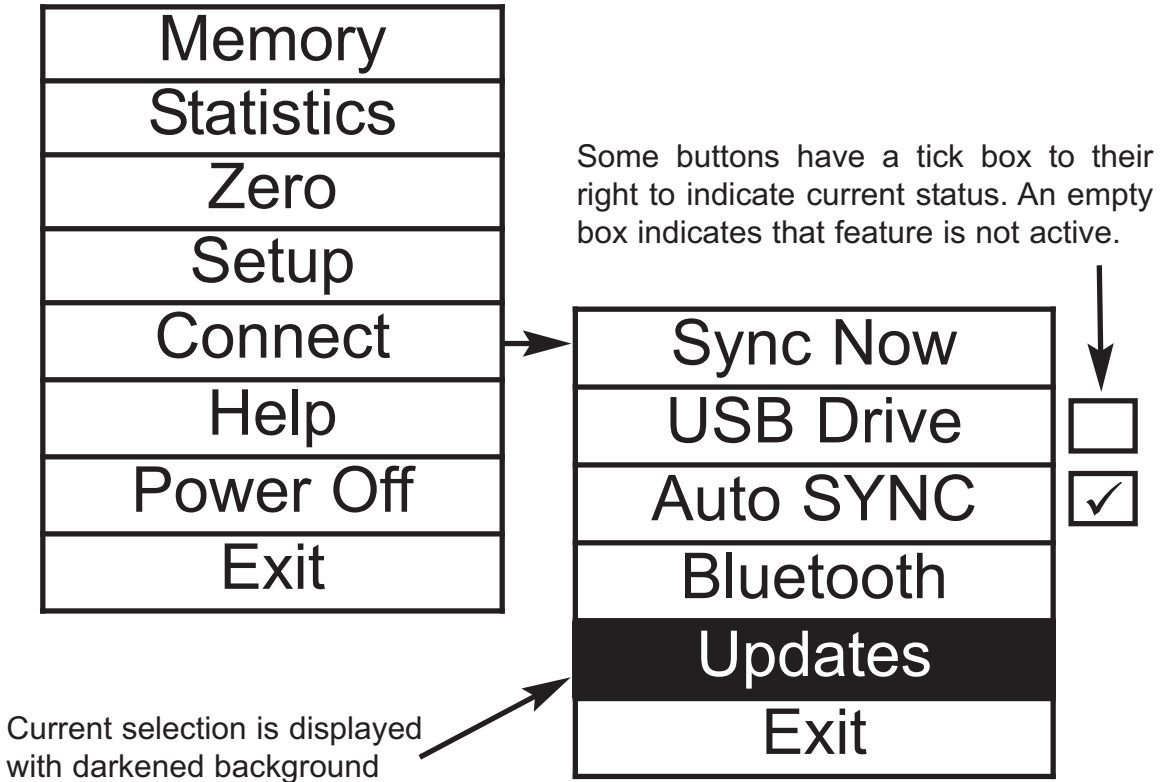 Memory
Statistics
Zero
Setup
Connect
Help
Power Off
Exit
Some buttons have a tick box to their
right to indicate current status. An empty
box indicates that feature is not active.
Sync Now
USB Drive
Auto SYNC
Bluetooth
Updates
Exit
Current selection is displayed
with darkened background